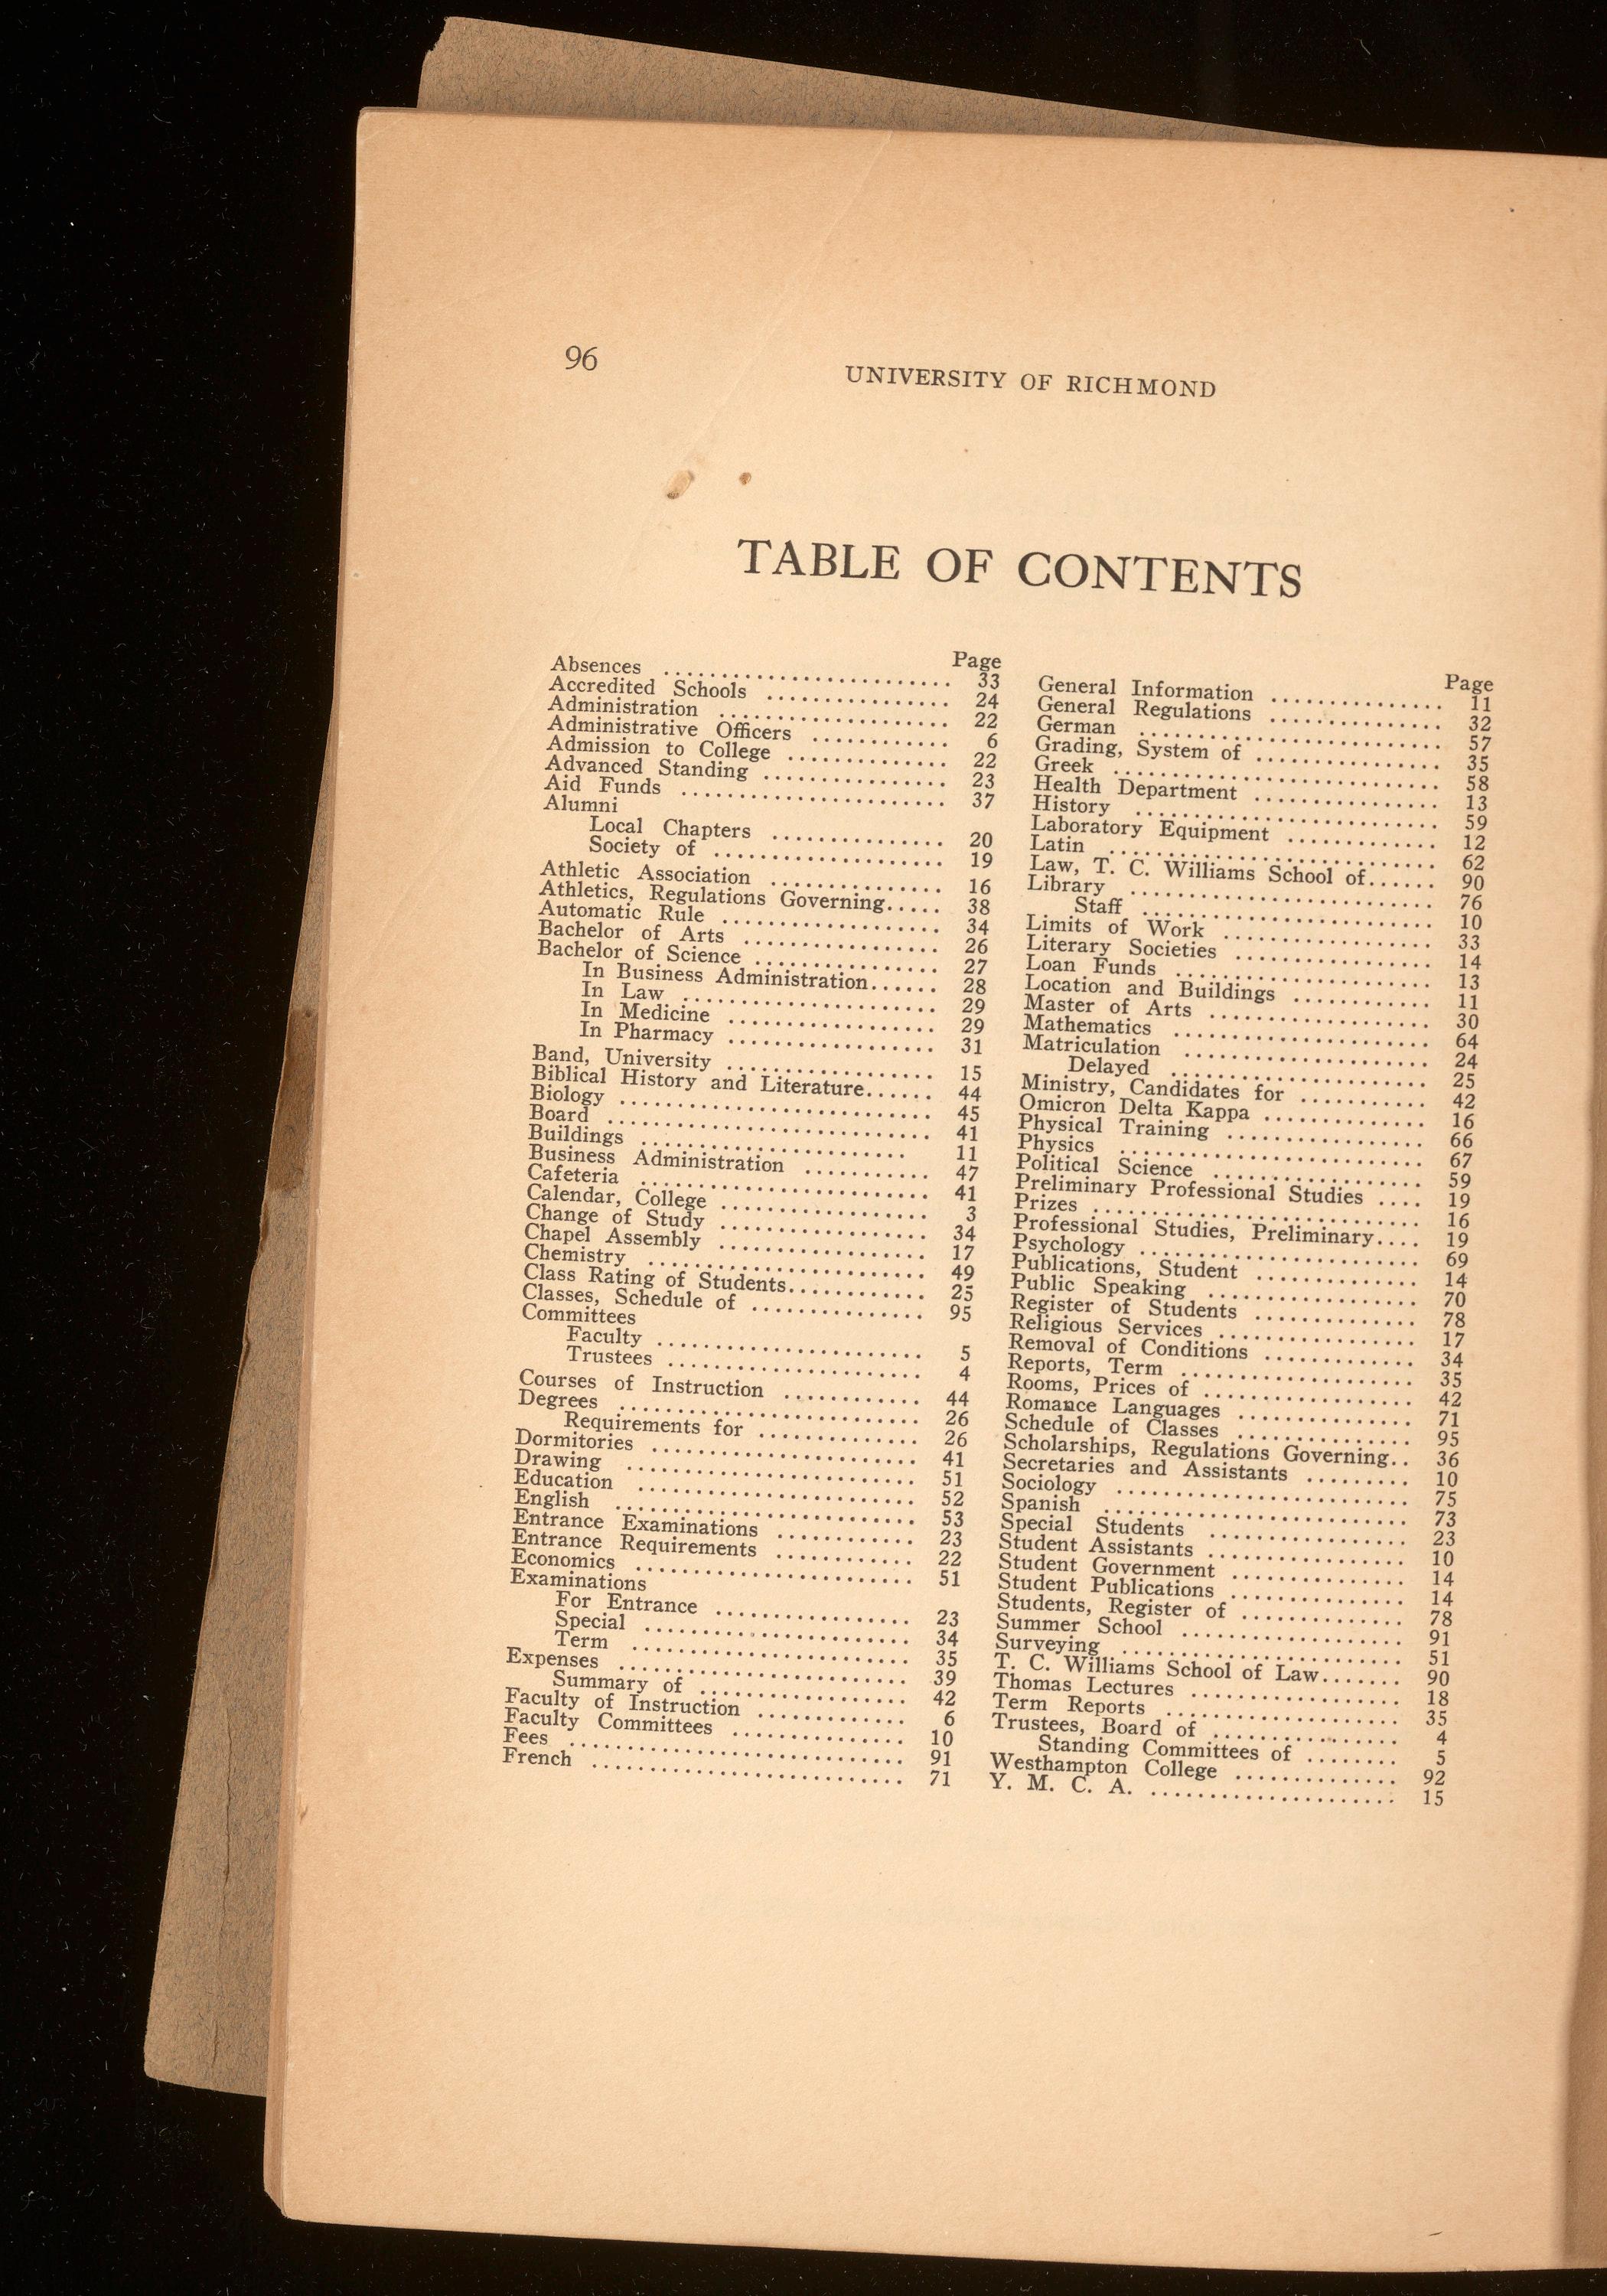 96
UNIVERSITY OF RICHMOND
TABLE OF CONTENTS
Page
Absences ........................ 33
Accredited Schools ................ 24
Administration .................... 22
Administrative Officers ............ 6
Admission to College .............. 22
Advanced Standing ................ 23
Aid Funds ....................... 37
Alumni
Local Chapters ............... 20
Society of .................... 19
Athletic Association ............... 16
Athletics, Regulations Governing..... 38
Automatic Rule ................... 34
Bachelor of Arts ................. 26
Bachelor of Science ................ 27
In Business Administration...... 28
In Law ...................... 29
In Medicine .................. 29
In Pharmacy .................. 31
Band, University .................. 15
Biblical History and Literature...... 44
Biology ........................... 45
Board ............................ 41
Buildings ....................... 11
Business Administration ........... 47
Cafeteria ......................... 41
Calendar, College .................. 3
Change of Study .................. 34
Chapel Assembly .................. 17
Chemistry ........................ 49
Class Rating of Students............ 25
Classes, Schedule of ............... 95
Committees
Faculty ....................... 5
Trustees ...................... 4
Courses of Instruction ............ 44
Degrees .......................... 26
Requirements for .............. 26
Dormitories ....................... 41
Drawing ......................... 51
Education ........................ 52
English .......................... 53
Entrance Examinations ............ 23
Entrance Requirements ............ 22
Economics ........................ 51
Examinations
For Entrance ................. 23
Special ....................... 34
Term ........................ 35
Expenses ......................... 39
Summary of .................. 42
Faculty of Instruction ............. 6
Faculty Committees ............... 10
Fees ............................. 91
French ........................... 71
Page
General Information ............... 11
General Regulations ............... 32
German .......................... 57
Grading, System of ................ 35
Greek ............................ 58
Health Department ................ 13
History .......................... 59
Laboratory Equipment ............. 12
Latin ............................ 62
Law, T. C. Williams School of...... 90
Library .......................... 76
Staff ......................... 10
Limits of Work .................. 33
Literary Societies ................. 14
Loan Funds ...................... 13
Location and Buildings ............ 11
Master of Arts ................... 30
Mathematics ...................... 64
Matriculation ..................... 24
Delayed ...................... 25
Ministry, Candidates for ........... 42
Omicron Delta Kappa .............. 16
Physical Training ................. 66
Physics .......................... 67
Political Science .................. 59
Preliminary Professional Studies .... 19
Prizes ............................ 16
Professional Studies, Preliminary.... 19
Psychology ........................ 69
Publications, Student .............. 14
Public Speaking .................. 70
Register of Students .............. 78
Religious Services ................. 17
Removal of Conditions ............. 34
Reports, Term .................... 35
Rooms, Prices of .................. 42
Romance Languages ............... 71
Schedule of Classes ............... 95
Scholarships, Regulations Governing.. 36
Secretaries and Assistants ......... 10
Sociology ......................... 75
Spanish .......................... 73
Special Students ................. 23
Student Assistants ................. 10
Student Government ............... 14
Student Publications ............... 14
Students, Register of .............. 78
Summer School ................... 91
Surveying ........................ 51
T. C. Williams School of Law....... 90
Thomas Lectures .................. 18
Term Reports .................... 35
Trustees, Board of ................ 4
Standing Committees of ........ 5
Westhampton College .............. 92
Y. M. C. A. ..................... 15